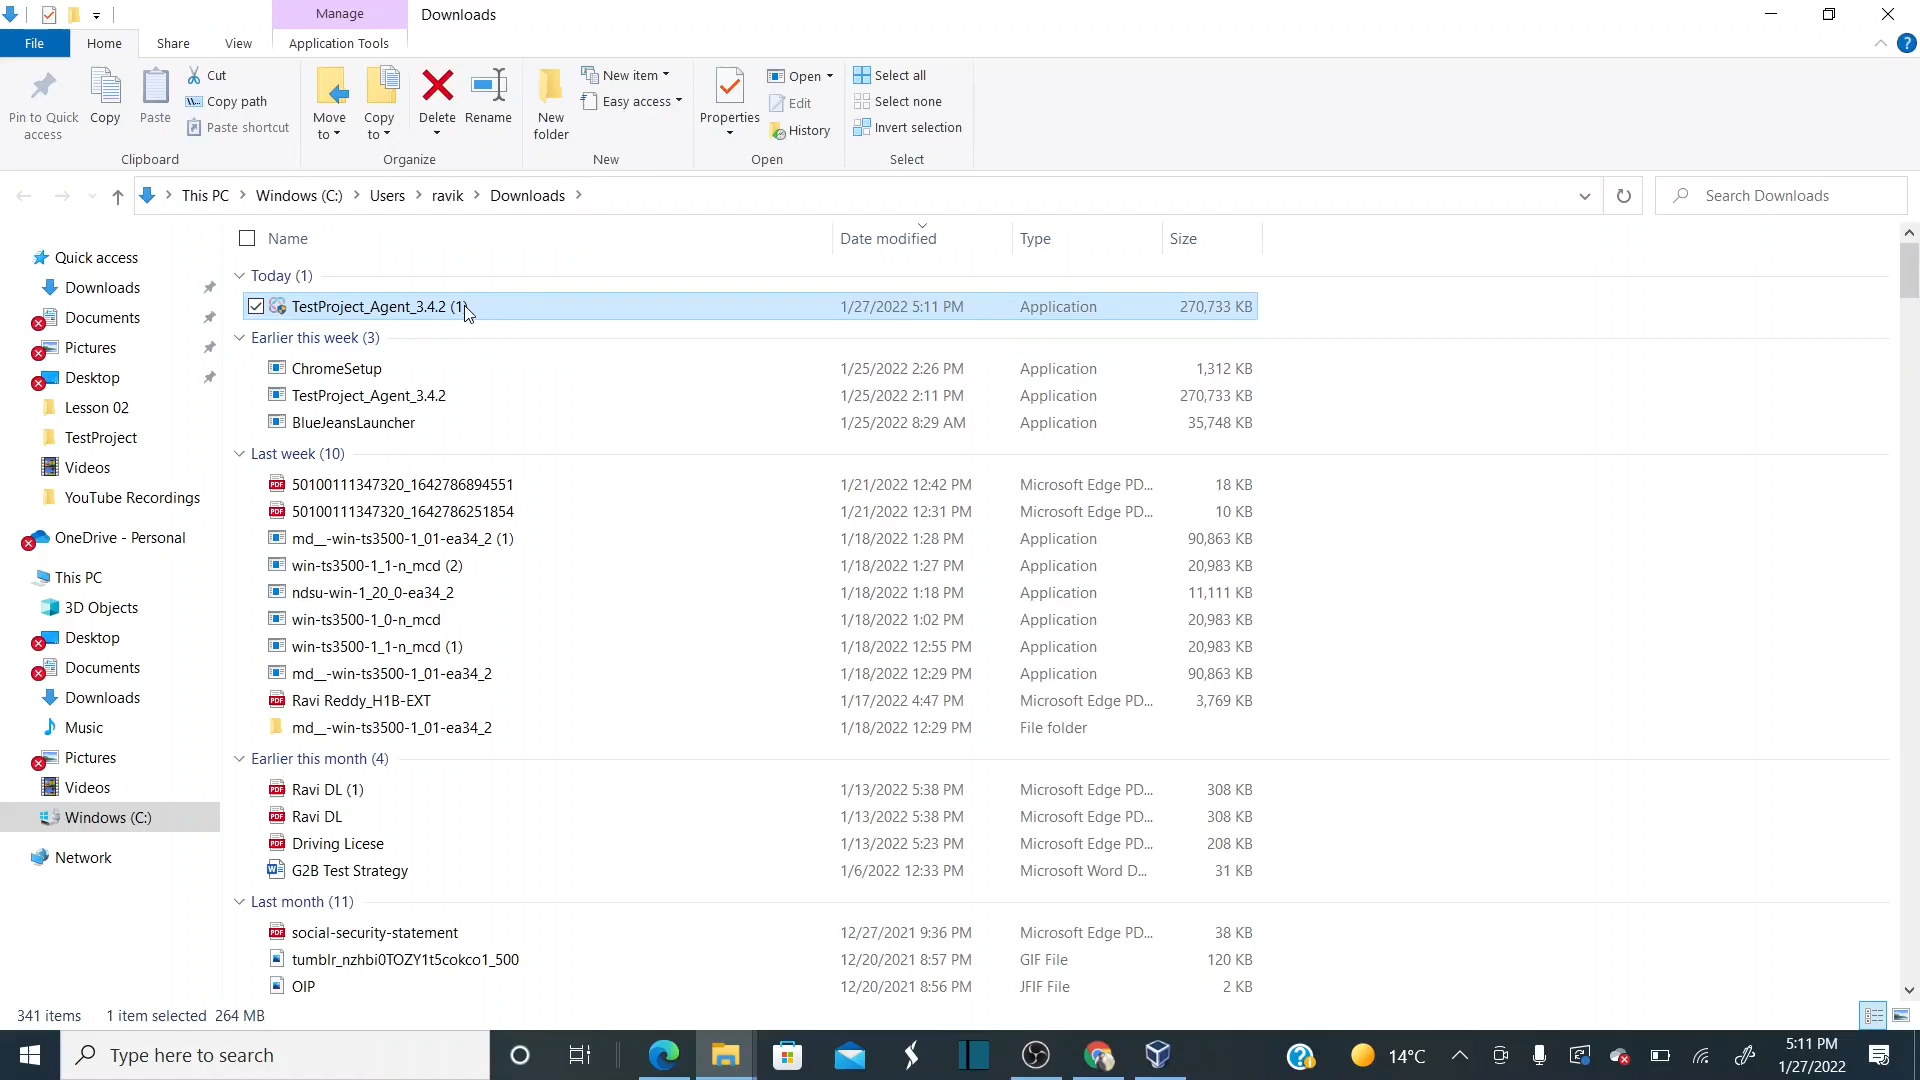 Manage
Downloads
File
Home
Share
View
Application Tools
Pin to Quick access
Copy
Paste
Cut
Copy path
Paste shortcut
Clipboard
Move to
Copy to
Delete
Rename
Organize
New folder
New item
Easy access
New
Properties
Open
Edit
History
Open
Select all
Select none
Invert selection
Select
This PC > Windows (C:) > Users > ravik > Downloads >
Search Downloads
Quick access
Downloads
Documents
Pictures
Desktop
Lesson 02
TestProject
Videos
YouTube Recordings
OneDrive - Personal
This PC
3D Objects
Desktop
Documents
Downloads
Music
Pictures
Videos
Windows (C:)
Network
Name Date modified Type Size
Today (1)
TestProject_Agent_3.4.2 (1) 1/27/2022 5:11 PM Application 270,733 KB
Earlier this week (3)
ChromeSetup 1/25/2022 2:26 PM Application 1,312 KB
TestProject_Agent_3.4.2 1/25/2022 2:11 PM Application 270,733 KB
BlueJeansLauncher 1/25/2022 8:29 AM Application 35,748 KB
Last week (10)
50100111347320_1642786894551 1/21/2022 12:42 PM Microsoft Edge PD... 18 KB
50100111347320_1642786251854 1/21/2022 12:31 PM Microsoft Edge PD... 10 KB
md__-win-ts3500-1_01-ea34_2 (1) 1/18/2022 1:28 PM Application 90,863 KB
win-ts3500-1_1-n_mcd (2) 1/18/2022 1:27 PM Application 20,983 KB
ndsu-win-1_20_0-ea34_2 1/18/2022 1:18 PM Application 11,111 KB
win-ts3500-1_0-n_mcd 1/18/2022 1:02 PM Application 20,983 KB
win-ts3500-1_1-n_mcd (1) 1/18/2022 12:55 PM Application 20,983 KB
md__-win-ts3500-1_01-ea34_2 1/18/2022 12:29 PM Application 90,863 KB
Ravi Reddy_H1B-EXT 1/17/2022 4:47 PM Microsoft Edge PD... 3,769 KB
md__-win-ts3500-1_01-ea34_2 1/18/2022 12:29 PM File folder
Earlier this month (4)
Ravi DL (1) 1/13/2022 5:38 PM Microsoft Edge PD... 308 KB
Ravi DL 1/13/2022 5:38 PM Microsoft Edge PD... 308 KB
Driving Licese 1/13/2022 5:23 PM Microsoft Edge PD... 208 KB
G2B Test Strategy 1/6/2022 12:33 PM Microsoft Word D... 31 KB
Last month (11)
social-security-statement 12/27/2021 9:36 PM Microsoft Edge PD... 38 KB
tumblr_nzhbi0TOZY1t5cokco1_500 12/20/2021 8:57 PM GIF File 120 KB
OIP 12/20/2021 8:56 PM JFIF File 2 KB
341 items 1 item selected 264 MB
Type here to search
14°C
5:11 PM
1/27/2022